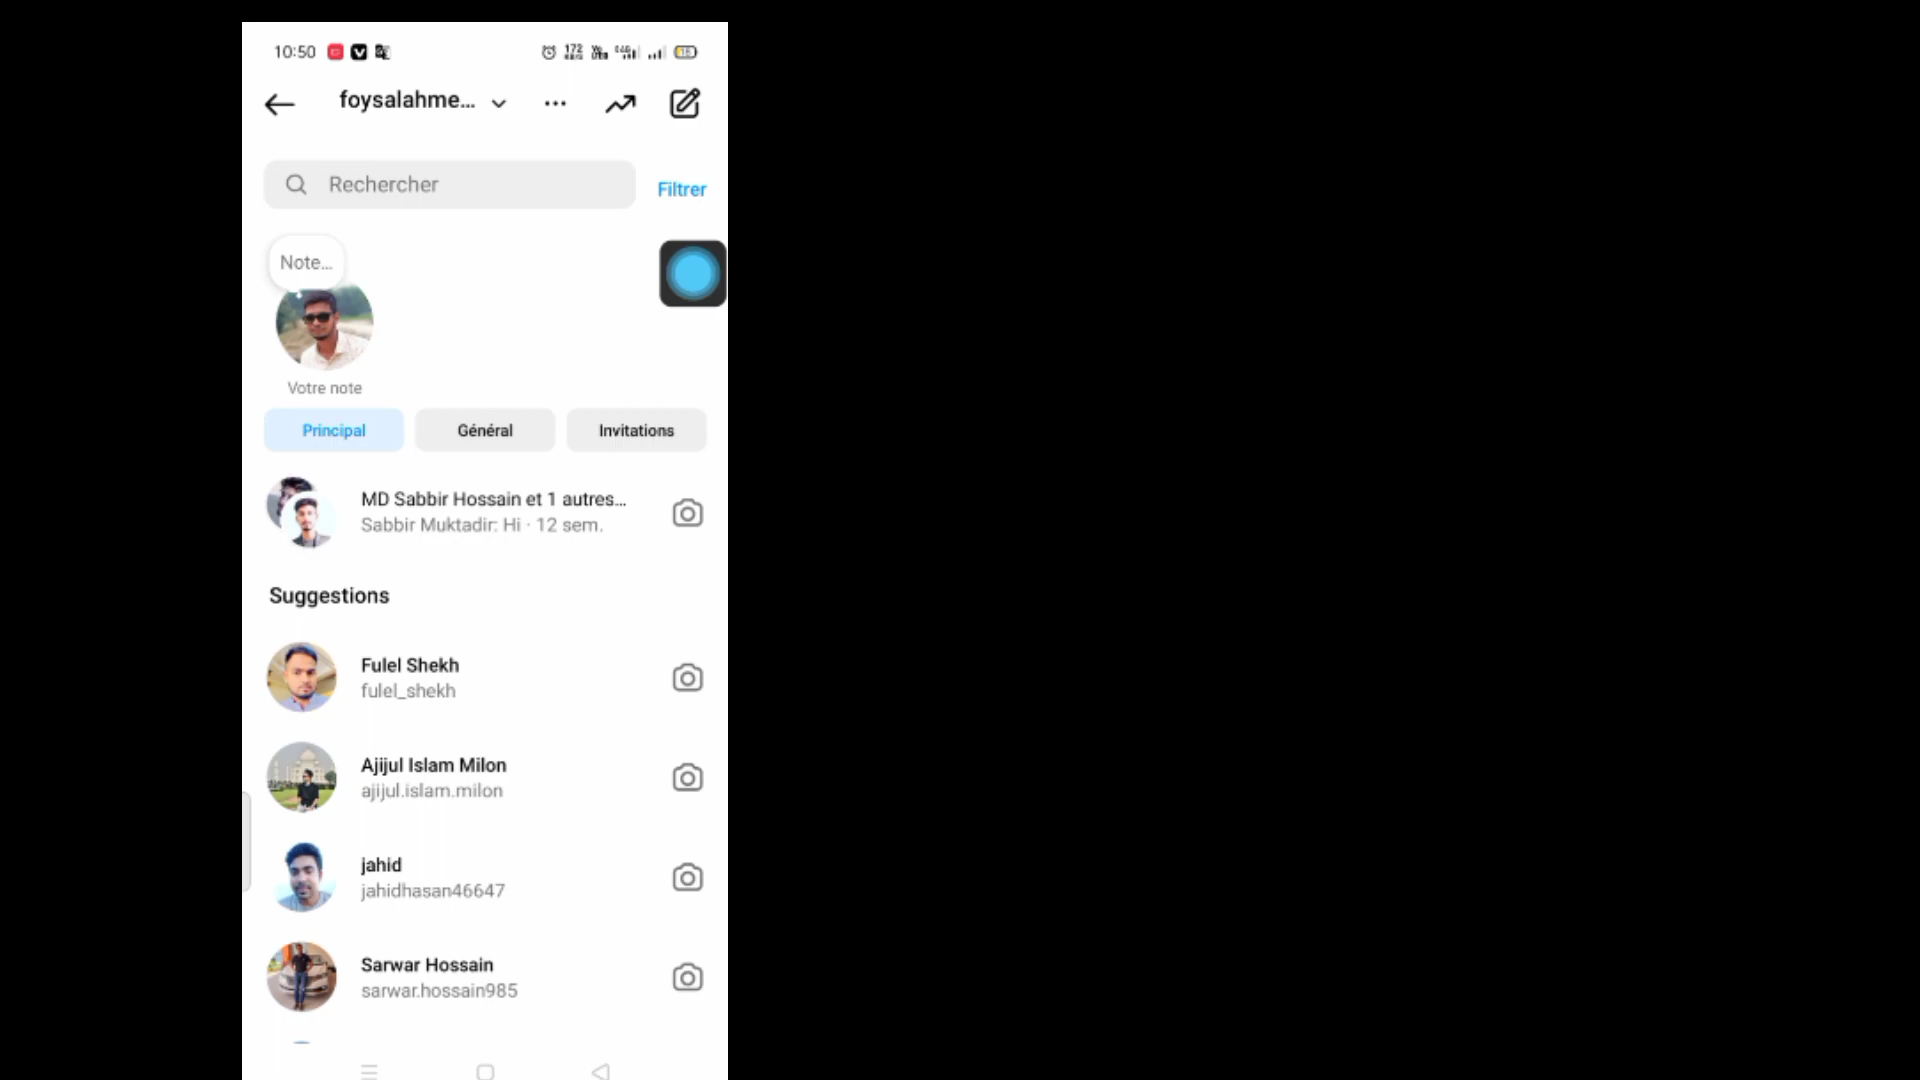 10:50
foysalahme...
Rechercher
Filtrer
Note...
Votre note
Principal
Général
Invitations
MD Sabbir Hossain et 1 autres...
Sabbir Muktadir: Hi · 12 sem.
Suggestions
Fulel Shekh
fulel_shekh
Ajijul Islam Milon
ajijul.islam.milon
jahid
jahidhasan46647
Sarwar Hossain
sarwar.hossain985